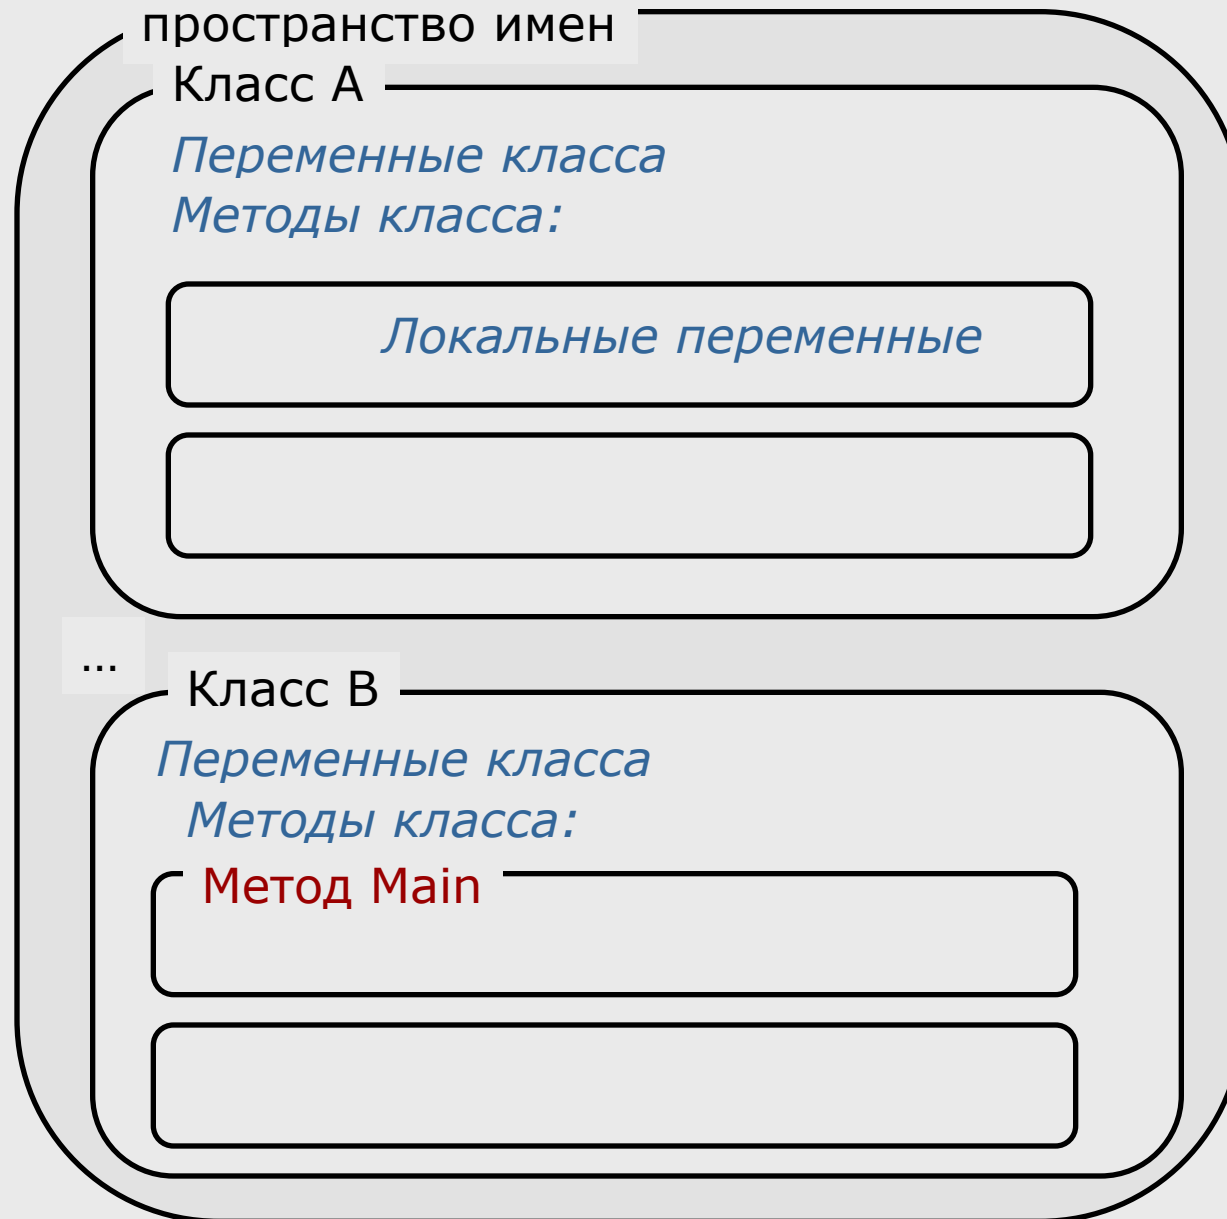 пространство имен
Класс А
Переменные класса
Методы класса:
Локальные переменные
...
Класс В
Переменные класса
Методы класса:
Метод Main